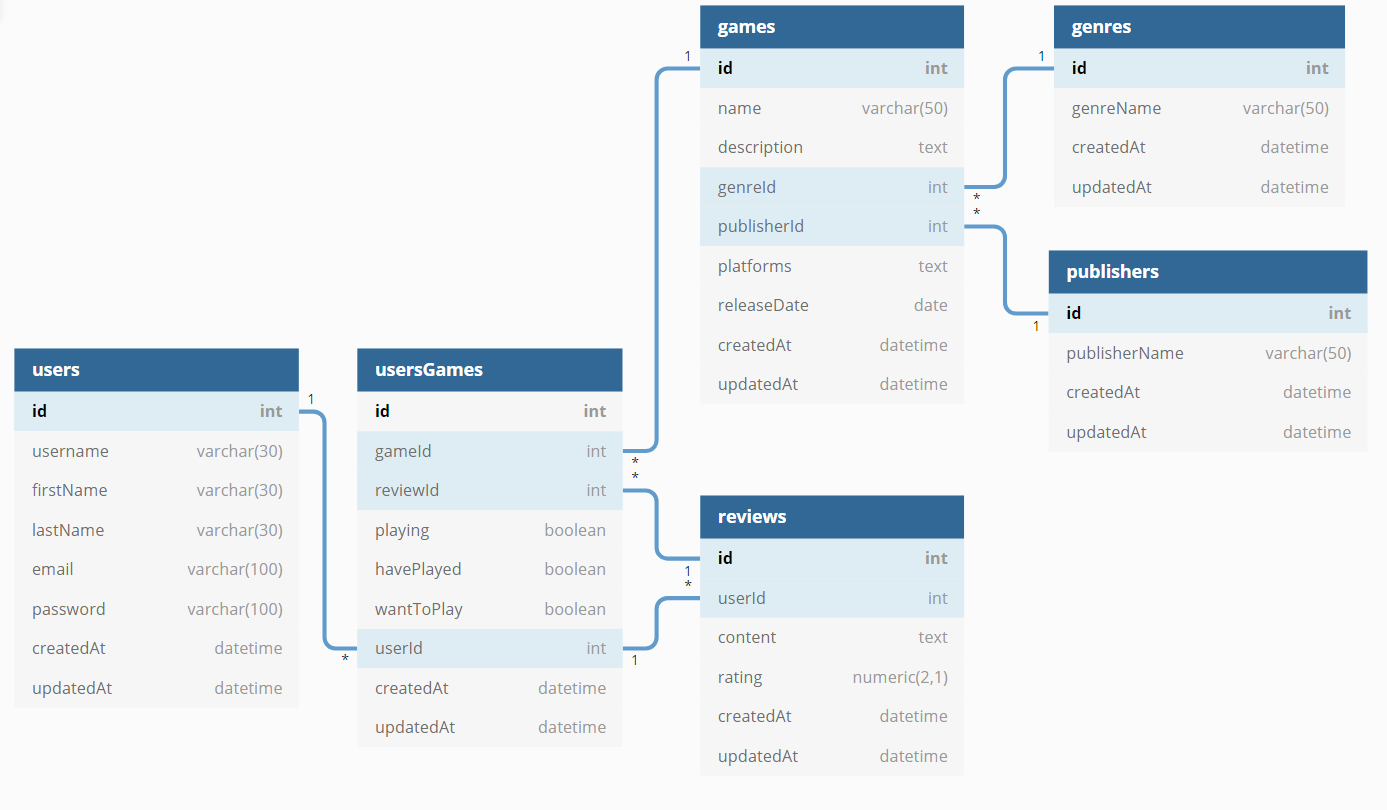 games
id int
name varchar(50)
description text
genreId int
publisherId int
platforms text
releaseDate date
createdAt datetime
updatedAt datetime
genres
id int
genreName varchar(50)
createdAt datetime
updatedAt datetime
publishers
id int
publisherName varchar(50)
createdAt datetime
updatedAt datetime
users
id int
username varchar(30)
firstName varchar(30)
lastName varchar(30)
email varchar(100)
password varchar(100)
createdAt datetime
updatedAt datetime
usersGames
id int
gameId int
reviewId int
playing boolean
havePlayed boolean
wantToPlay boolean
userId int
createdAt datetime
updatedAt datetime
reviews
id int
userId int
content text
rating numeric(2,1)
createdAt datetime
updatedAt datetime
1
*
1
*
*
1
1
*
*
1
*
1